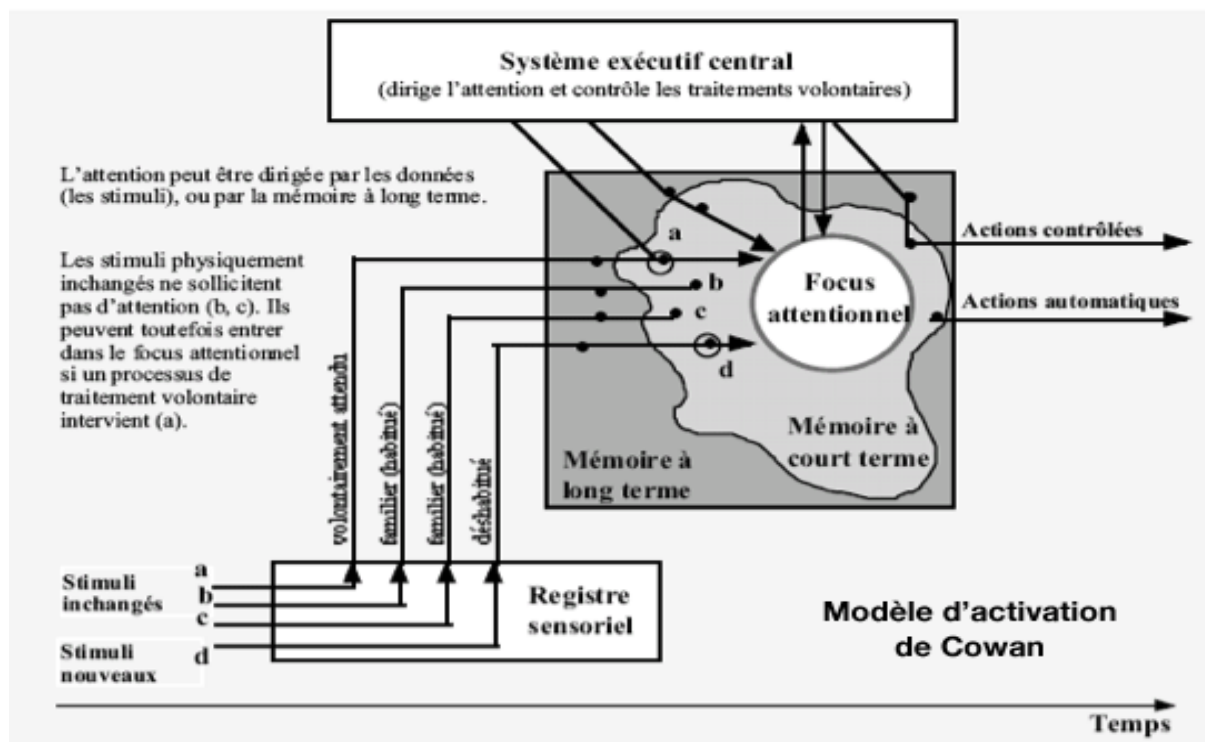 Système exécutif central
(dirige l'attention et contrôle les traitements volontaires)
L'attention peut être dirigée par les données
(les stimuli), ou par la mémoire à long terme.
Les stimuli physiquement
inchangés ne sollicitent
pas d'attention (b, c). Ils
peuvent toutefois entrer
dans le focus attentionnel
si un processus de
traitement volontaire
intervient (a).
a
b
c
d
Focus
attentionnel
Actions contrôlées
Actions automatiques
Mémoire à
court terme
Mémoire à
long terme
volontairement attendu
familier (habitué)
familier (habitué)
déshabitué
Stimuli
inchangés
a
b
c
Stimuli
nouveaux
d
Registre
sensoriel
Modèle d'activation
de Cowan
Temps